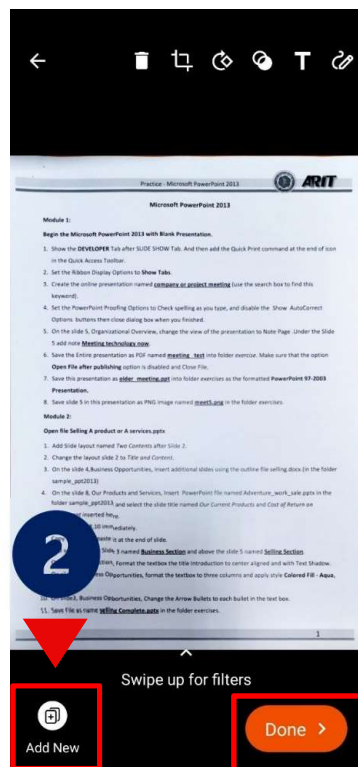 T
Practice - Microsoft PowerPoint 2013
ARIT
Microsoft PowerPoint 2013
Module 1:
Begin the Microsoft PowerPoint 2013 with Blank Presentation.
1. Show the DEVELOPER Tab after SLIDE SHOW Tab. And then add the Quick Print command at the end of icon
in the Quick Access Toolbar.
2. Set the Ribbon Display Options to Show Tabs.
3. Create the online presentation named company or project meeting (use the search box to find this
keyword).
4. Set the PowerPoint Proofing Options to Check spelling as you type, and disable the Show AutoCorrect
Options buttons then close dialog box when you finished.
5. On the slide 5, Organizational Overview, change the view of the presentation to Note Page. Under the Slide
5 add note Meeting technology now.
6. Save the Entire presentation as PDF named meeting_text into folder exercise. Make sure that the option
Open File after publishing option is disabled and Close File.
7. Save this presentation as older_meeting.ppt into folder exercises as the formatted PowerPoint 97-2003
Presentation.
8. Save slide 5 in this presentation as PNG image named meet5.png in the folder exercises.
Module 2:
Open file Selling A product or A services.pptx
1. Add Slide layout named Two Contents after Slide 2.
2. Change the layout slide 2 to Title and Content.
3. On the slide 4,Business Opportunities, Insert additional slides using the outline file selling.docx (in the folder
sample_ppt2013)
4. On the slide 8, Our Products and Services, Insert PowerPoint file named Adventure_work_sale.pptx in the
folder sample_ppt2013 and select the slide title named Our Current Products and Cost of Return on
inserted here.
10 immediately.
it is at the end of slide.
Slide 3 named Business Section and above the slide 5 named Selling Section.
Format the textbox the title Introduction to center aligned and with Text Shadow.
Opportunities, format the textbox to three columns and apply style Colored Fill - Aqua,
10. On slide3, Business Opportunities, Change the Arrow Bullets to each bullet in the text box.
11. Save File as name selling Complete.pptx in the folder exercises.
2
1
Swipe up for filters
Add New
Done >